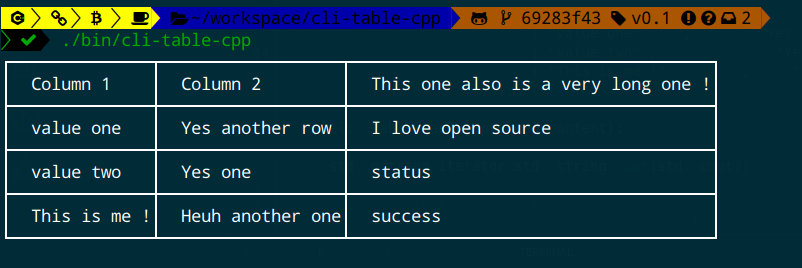 ~/workspace/cli-table-cpp 69283f43 v0.1 2
./bin/cli-table-cpp
Column 1 Column 2 This one also is a very long one !
value one Yes another row I love open source
value two Yes one status
This is me ! Heuh another one success